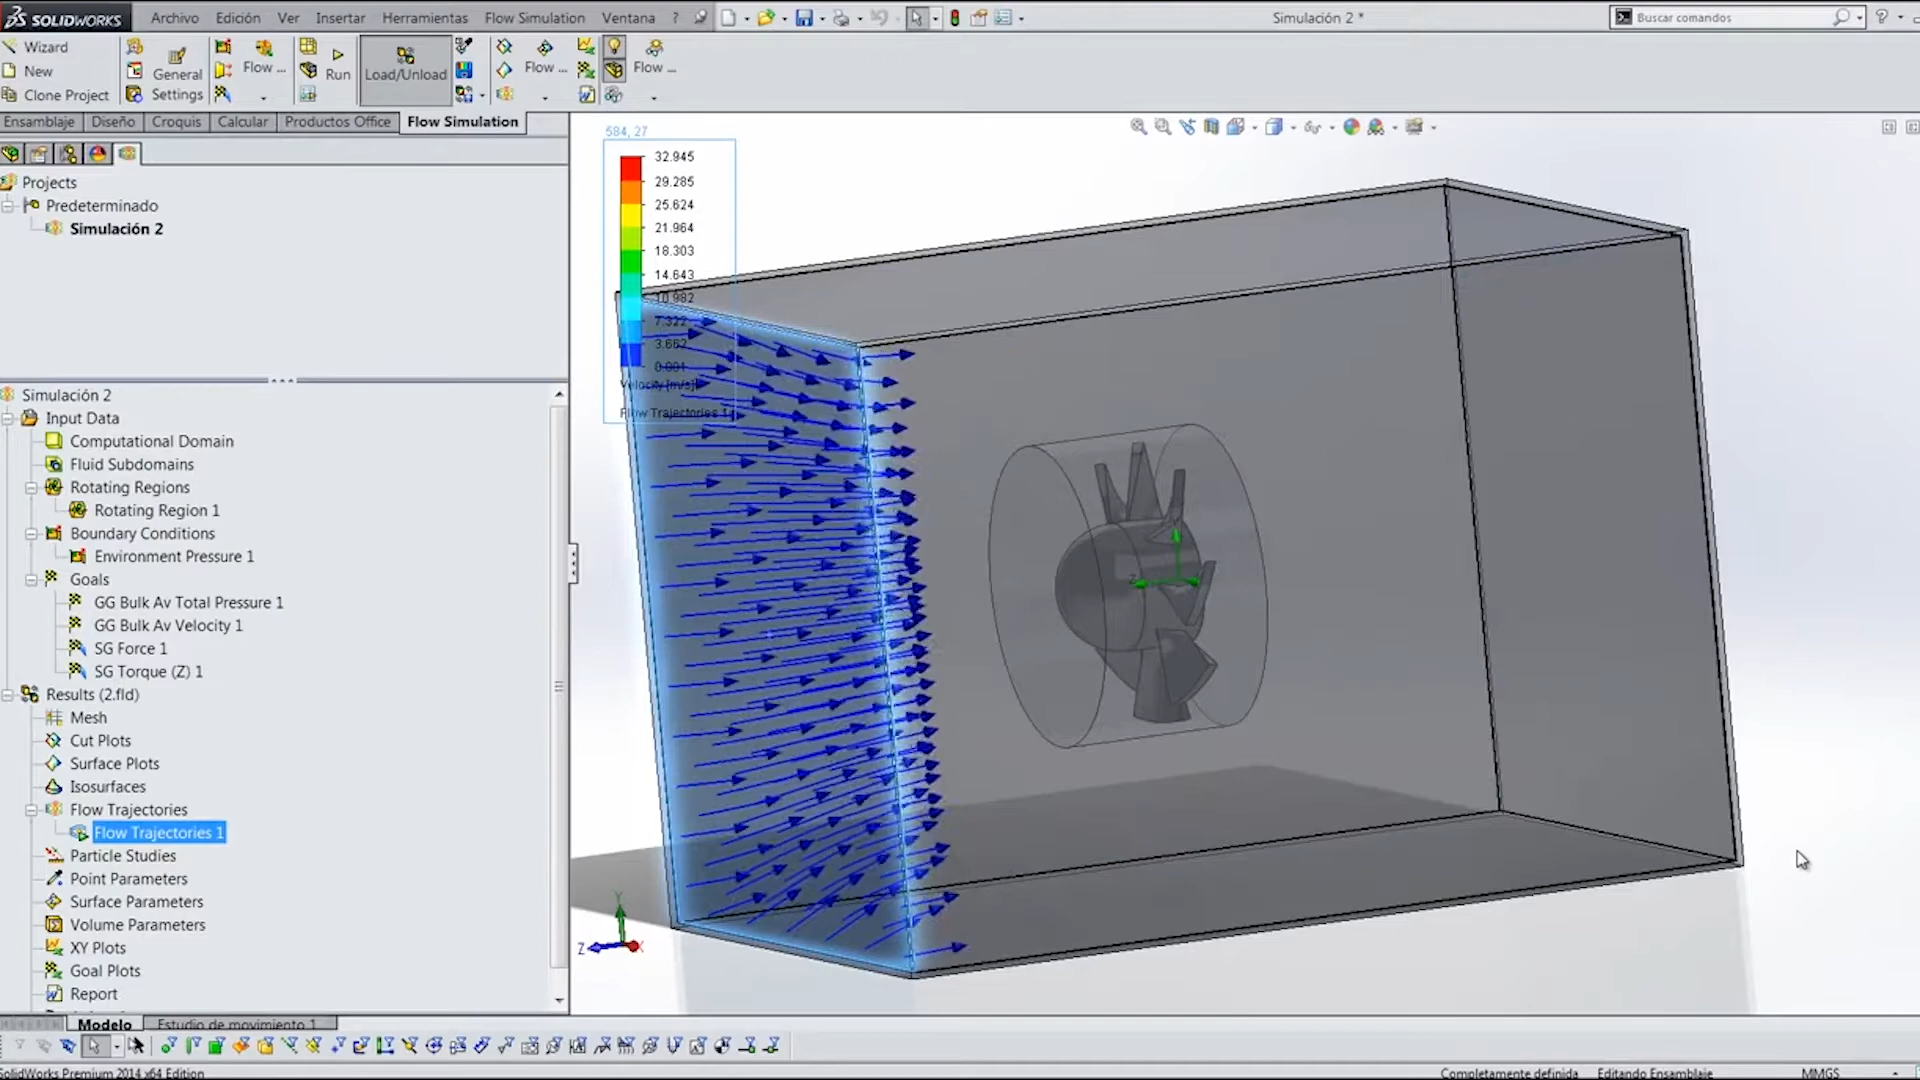 SOLIDWORKS Archivo Edición Ver Insertar Herramientas Flow Simulation Ventana ? Simulación 2 * Buscar comandos ?
Wizard
New
Clone Project
General
Settings
Flow ...
Run
Load/Unload
Flow ...
Flow ...
Ensamblaje Diseño Croquis Calcular Productos Office Flow Simulation
Projects
Predeterminado
Simulación 2
Simulación 2
Input Data
Computational Domain
Fluid Subdomains
Rotating Regions
Rotating Region 1
Boundary Conditions
Environment Pressure 1
Goals
GG Bulk Av Total Pressure 1
GG Bulk Av Velocity 1
SG Force 1
SG Torque (Z) 1
Results (2.fld)
Mesh
Cut Plots
Surface Plots
Isosurfaces
Flow Trajectories
Flow Trajectories 1
Particle Studies
Point Parameters
Surface Parameters
Volume Parameters
XY Plots
Goal Plots
Report
584, 27
32.945
29.285
25.624
21.964
18.303
14.643
10.982
7.322
3.662
0.001
Velocity [m/s]
Flow Trajectories 1
Z
Y
Z
X
Modelo Estudio de movimiento 1
SolidWorks Premium 2014 x64 Edition Completamente definida Editando Ensamblaje MMGS